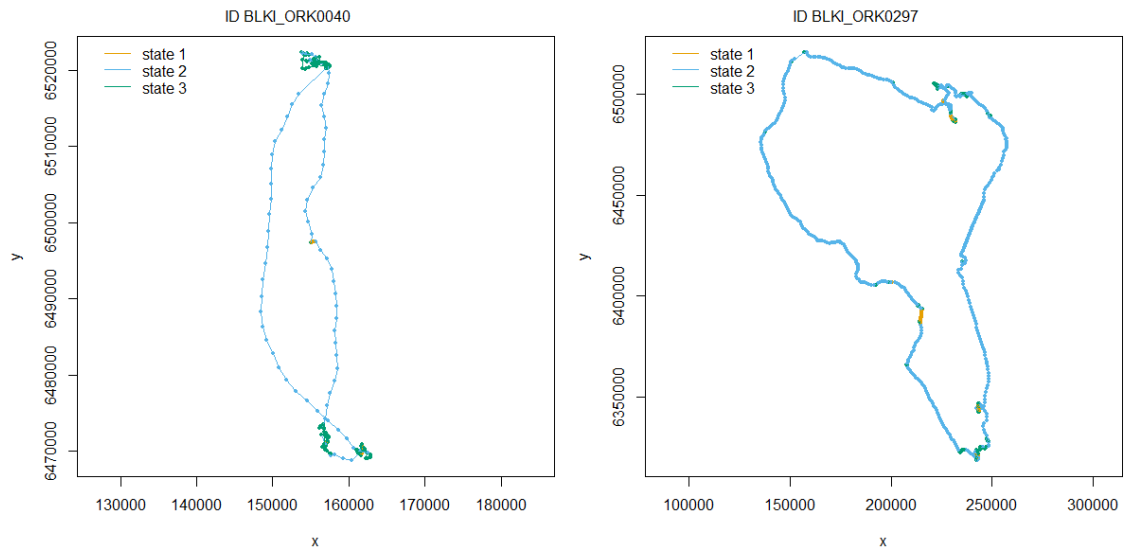 ID BLKI_ORK0040
state 1
state 2
state 3
6520000
6510000
6500000
6490000
6480000
6470000
y
130000 140000 150000 160000 170000 180000
x
ID BLKI_ORK0297
state 1
state 2
state 3
6500000
6450000
6400000
6350000
y
100000 150000 200000 250000 300000
x